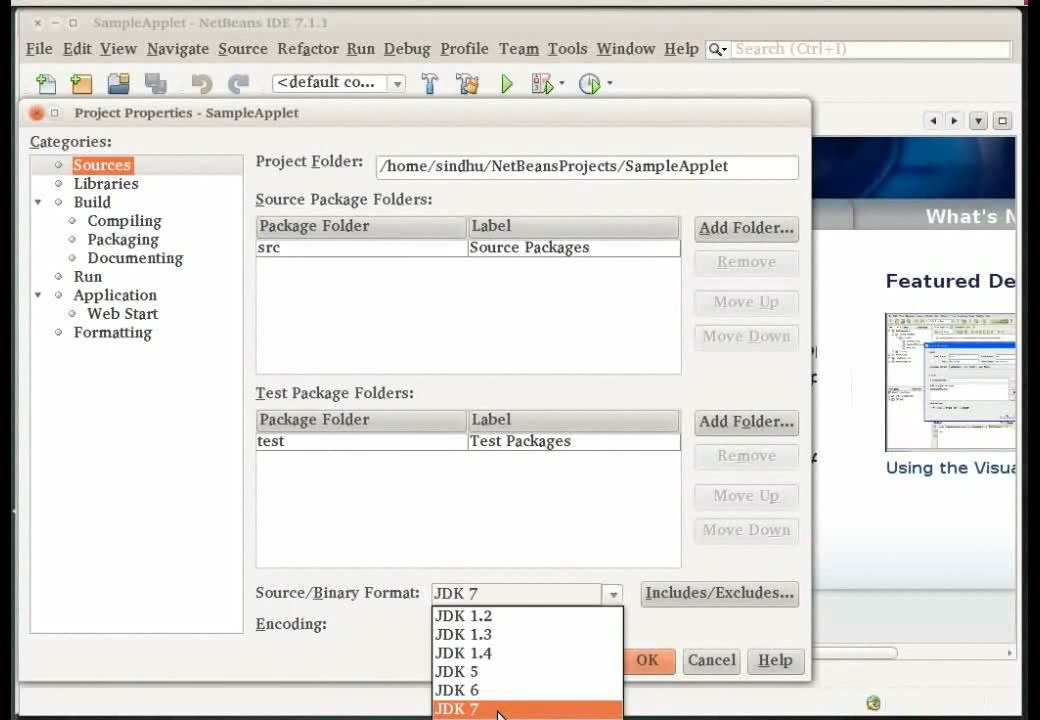 SampleApplet - NetBeans IDE 7.1.1
File Edit View Navigate Source Refactor Run Debug Profile Team Tools Window Help Search (Ctrl+I)
<default co...
Project Properties - SampleApplet
Categories:
Sources
Libraries
Build
Compiling
Packaging
Documenting
Run
Application
Web Start
Formatting
Project Folder: /home/sindhu/NetBeansProjects/SampleApplet
Source Package Folders:
Package Folder Label
src Source Packages
Add Folder...
Remove
Move Up
Move Down
Test Package Folders:
Package Folder Label
test Test Packages
Add Folder...
Remove
Move Up
Move Down
Source/Binary Format: JDK 7 Includes/Excludes...
JDK 1.2
JDK 1.3
JDK 1.4
JDK 5
JDK 6
JDK 7
Encoding:
OK Cancel Help
What's N
Featured De
Using the Visua